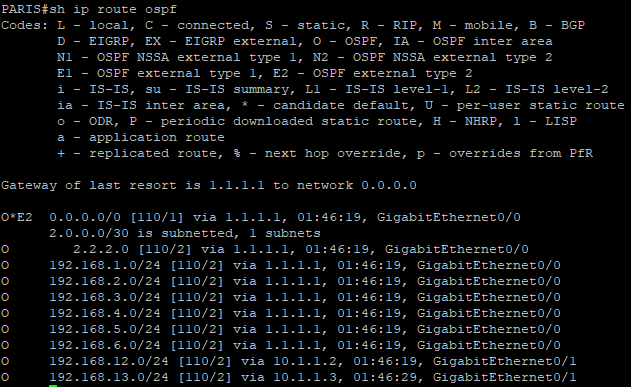 PARIS#sh ip route ospf
Codes: L - local, C - connected, S - static, R - RIP, M - mobile, B - BGP
       D - EIGRP, EX - EIGRP external, O - OSPF, IA - OSPF inter area
       N1 - OSPF NSSA external type 1, N2 - OSPF NSSA external type 2
       E1 - OSPF external type 1, E2 - OSPF external type 2
       i - IS-IS, su - IS-IS summary, L1 - IS-IS level-1, L2 - IS-IS level-2
       ia - IS-IS inter area, * - candidate default, U - per-user static route
       o - ODR, P - periodic downloaded static route, H - NHRP, l - LISP
       a - application route
       + - replicated route, % - next hop override, p - overrides from PfR

Gateway of last resort is 1.1.1.1 to network 0.0.0.0

O*E2  0.0.0.0/0 [110/1] via 1.1.1.1, 01:46:19, GigabitEthernet0/0
      2.0.0.0/30 is subnetted, 1 subnets
O        2.2.2.0 [110/2] via 1.1.1.1, 01:46:19, GigabitEthernet0/0
O     192.168.1.0/24 [110/2] via 1.1.1.1, 01:46:19, GigabitEthernet0/0
O     192.168.2.0/24 [110/2] via 1.1.1.1, 01:46:19, GigabitEthernet0/0
O     192.168.3.0/24 [110/2] via 1.1.1.1, 01:46:19, GigabitEthernet0/0
O     192.168.4.0/24 [110/2] via 1.1.1.1, 01:46:19, GigabitEthernet0/0
O     192.168.5.0/24 [110/2] via 1.1.1.1, 01:46:19, GigabitEthernet0/0
O     192.168.6.0/24 [110/2] via 1.1.1.1, 01:46:19, GigabitEthernet0/0
O     192.168.12.0/24 [110/2] via 10.1.1.2, 01:46:19, GigabitEthernet0/1
O     192.168.13.0/24 [110/2] via 10.1.1.3, 01:46:29, GigabitEthernet0/1